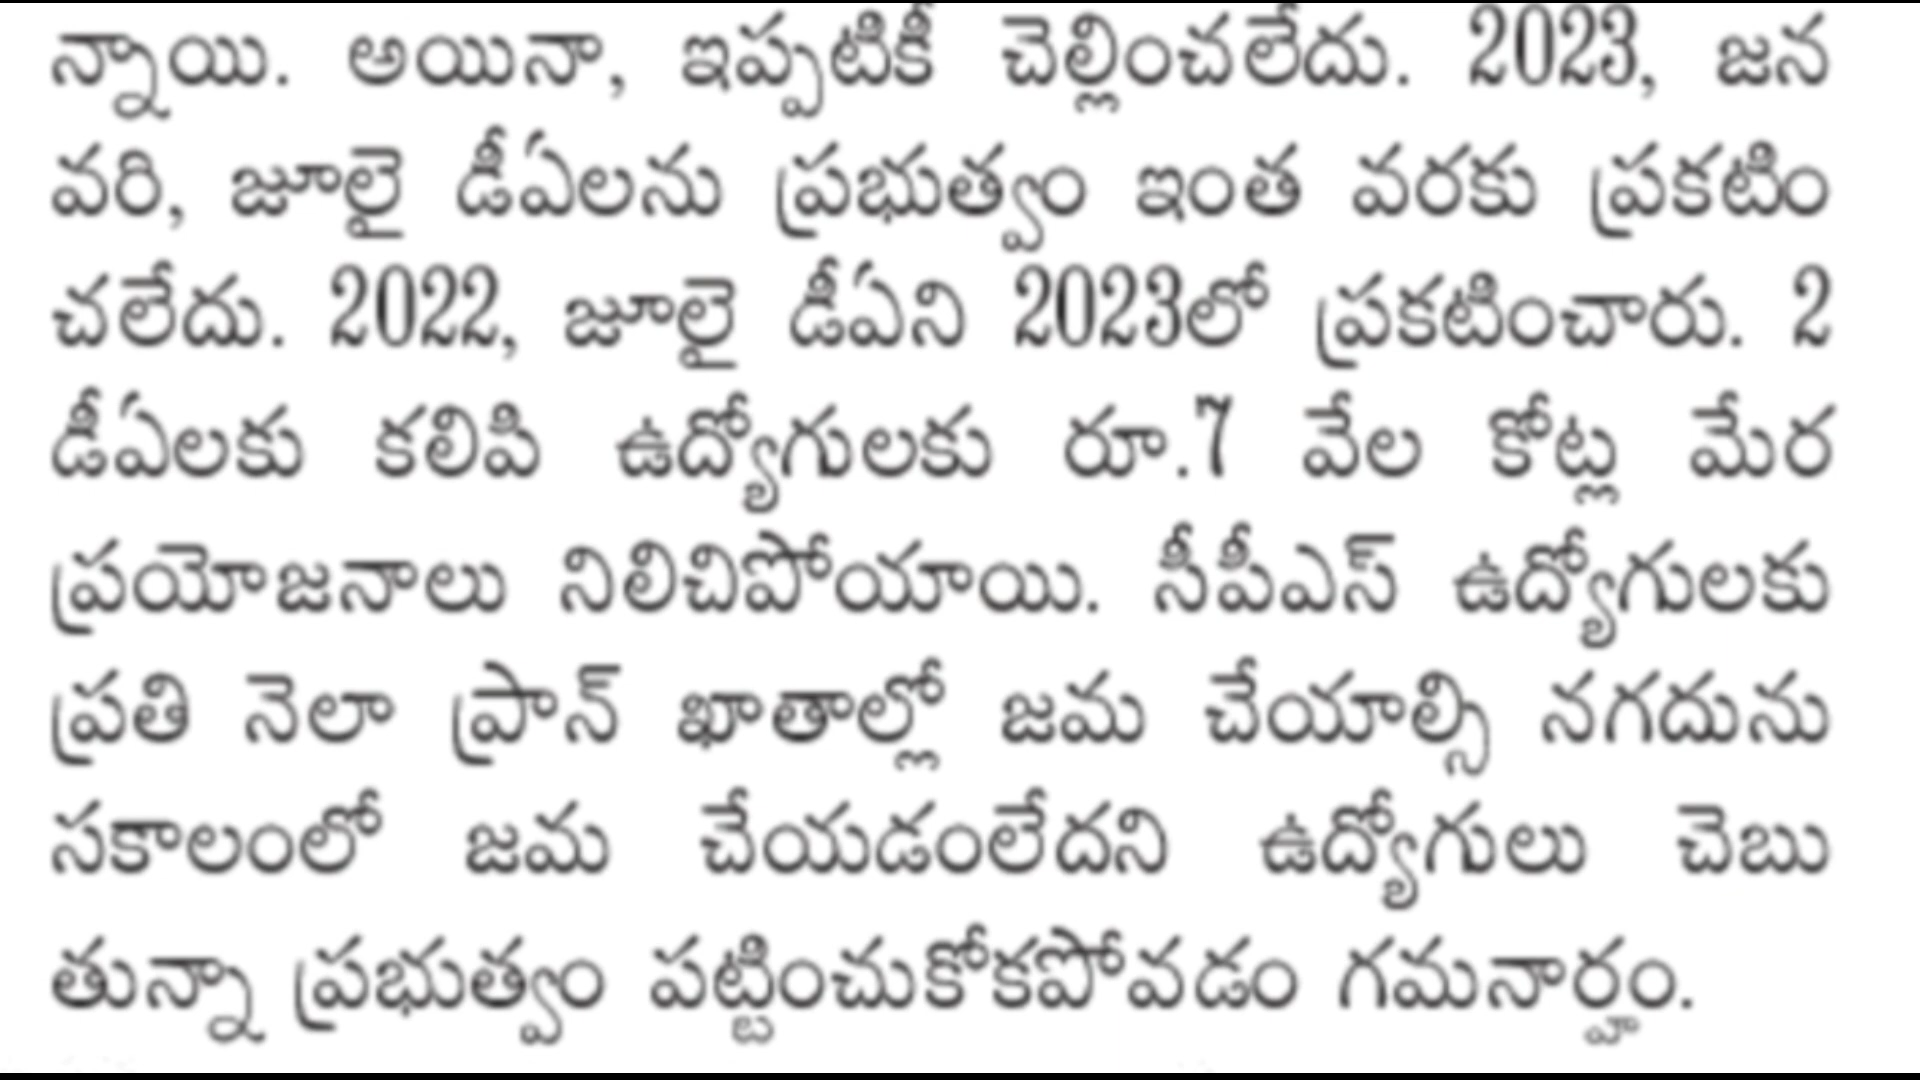 న్నాయి. అయినా, ఇప్పటికీ చెల్లించలేదు. 2023, జన
వరి, జూలై డీఏలను ప్రభుత్వం ఇంత వరకు ప్రకటిం
చలేదు. 2022, జూలై డీఏని 2023లో ప్రకటించారు. 2
డీఏలకు కలిపి ఉద్యోగులకు రూ.7 వేల కోట్ల మేర
ప్రయోజనాలు నిలిచిపోయాయి. సీపీఎస్ ఉద్యోగులకు
ప్రతి నెలా ప్రాన్ ఖాతాల్లో జమ చేయాల్సి నగదును
సకాలంలో జమ చేయడంలేదని ఉద్యోగులు చెబు
తున్నా ప్రభుత్వం పట్టించుకోకపోవడం గమనార్హం.